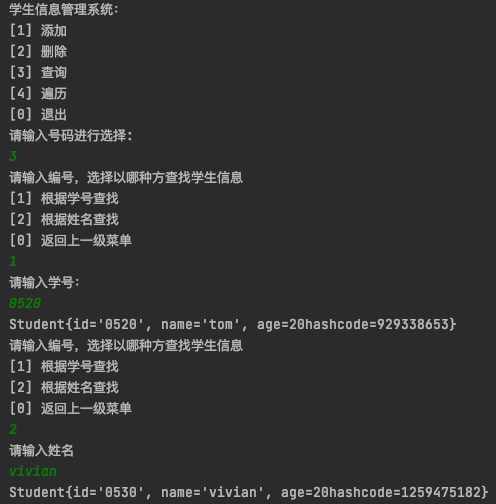 学生信息管理系统：
[1] 添加
[2] 删除
[3] 查询
[4] 遍历
[0] 退出
请输入号码进行选择：
3
请输入编号，选择以哪种方查找学生信息
[1] 根据学号查找
[2] 根据姓名查找
[0] 返回上一级菜单
1
请输入学号：
0520
Student{id='0520', name='tom', age=20hashcode=929338653}
请输入编号，选择以哪种方查找学生信息
[1] 根据学号查找
[2] 根据姓名查找
[0] 返回上一级菜单
2
请输入姓名
vivian
Student{id='0530', name='vivian', age=20hashcode=1259475182}